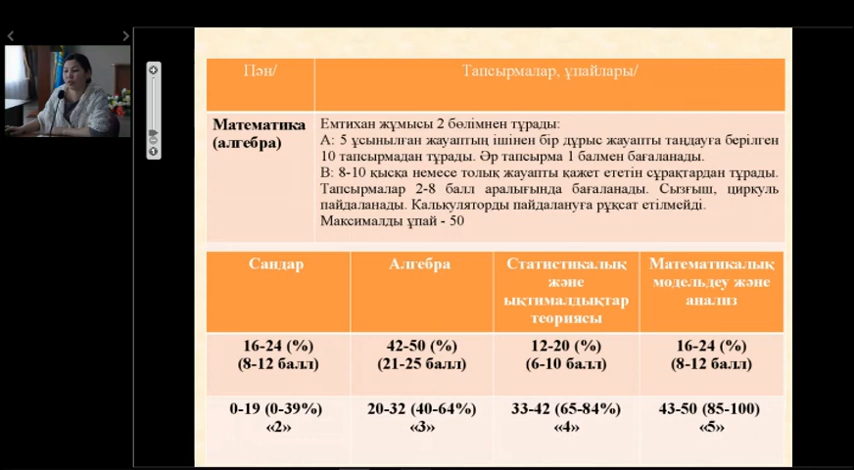 Пән/
Тапсырмалар, ұпайлары/
Математика
(алгебра)
Емтихан жұмысы 2 бөлімнен тұрады:
А: 5 ұсынылған жауаптың ішінен бір дұрыс жауапты таңдауға берілген
10 тапсырмадан тұрады. Әр тапсырма 1 балмен бағаланады.
В: 8-10 қысқа немесе толық жауапты қажет ететін сұрақтардан тұрады.
Тапсырмалар 2-8 балл аралығында бағаланады. Сызғыш, циркуль
пайдаланады. Калькуляторды пайдалануға рұқсат етілмейді.
Максималды ұпай - 50
Сандар
Алгебра
Статистикалық
және
ықтималдықтар
теориясы
Математикалық
модельдеу және
анализ
16-24 (%)
(8-12 балл)
42-50 (%)
(21-25 балл)
12-20 (%)
(6-10 балл)
16-24 (%)
(8-12 балл)
0-19 (0-39%)
«2»
20-32 (40-64%)
«3»
33-42 (65-84%)
«4»
43-50 (85-100)
«5»